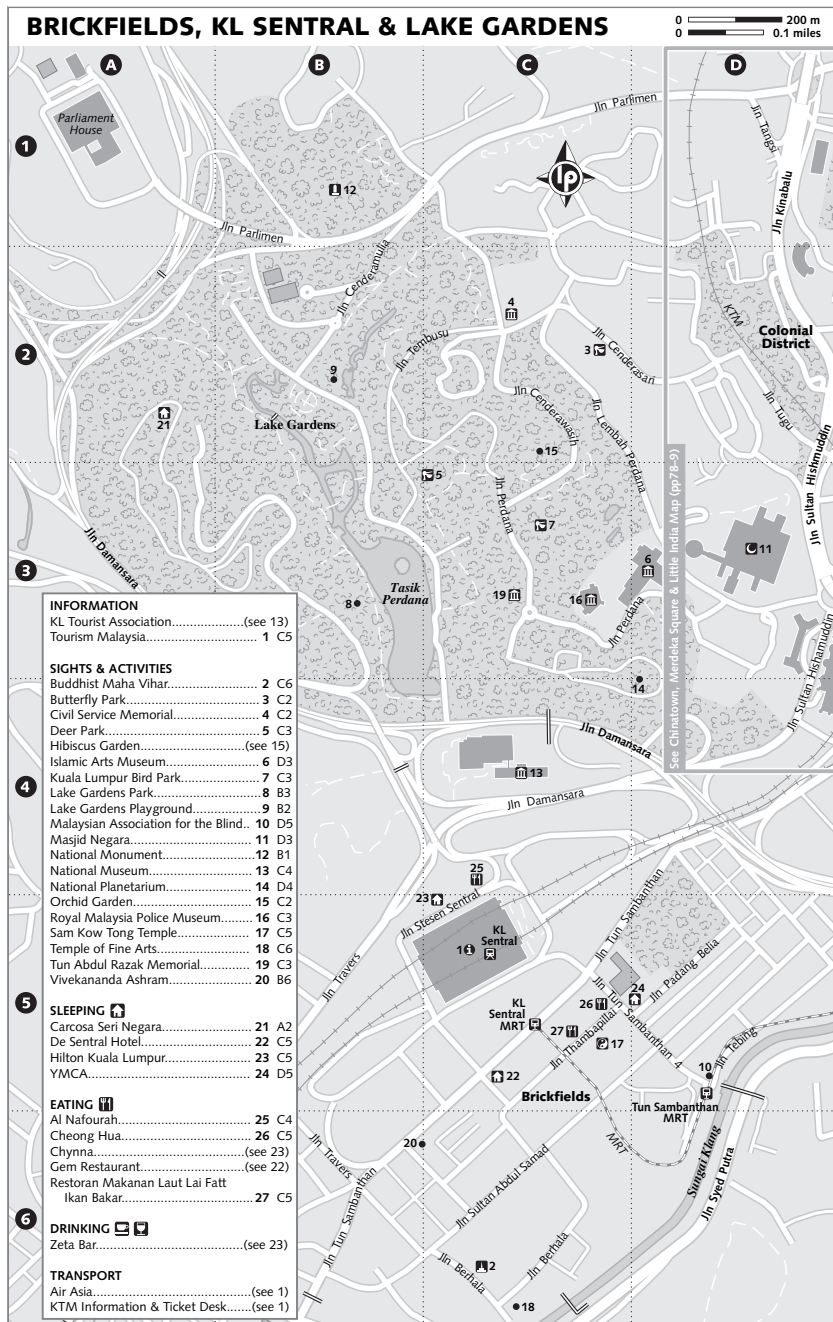 BRICKFIELDS, KL SENTRAL & LAKE GARDENS
0 200 m
0 0.1 miles
A
B
C
D
1
Parliament
House
Jln Parlimen
Jln Tangsi
Jln Kinabalu
lp
12
Jln Parlimen
Jln Cenderamulia
4
KTM
Colonial
District
2
Jln Tembusu
3
Jln Cenderasari
9
Jln Tugu
21
Lake Gardens
Jln Cenderawasih
Jln Lembah Perdana
15
Jln Sultan Hishmuddin
5
Jln Perdana
7
See Chinatown, Merdeka Square & Little India Map (pp78-9)
11
Jln Damansara
3
Tasik
Perdana
6
8
19
16
Jln Perdana
14
Jln Sultan Hishamuddin
Jln Damansara
4
13
Jln Damansara
25
23
Jln Stesen Sentral
Jln Tun Sambanthan
KL
Sentral
1
Jln Travers
Jln Padang Belia
5
24
KL
Sentral
MRT
26
27
17
Jln Thambapillai
Jln Tun Sambanthan 4
Jln Tebing
10
22
Brickfields
Tun Sambanthan
MRT
20
MRT
Sungai Klang
Jln Syed Putra
Jln Travers
Jln Tun Sambanthan
Jln Sultan Abdul Samad
6
Jln Berhala
Jln Berhala
2
18
INFORMATION
KL Tourist Association..................(see 13)
Tourism Malaysia........................... 1 C5
SIGHTS & ACTIVITIES
Buddhist Maha Vihar..................... 2 C6
Butterfly Park................................ 3 C2
Civil Service Memorial................... 4 C2
Deer Park...................................... 5 C3
Hibiscus Garden.........................(see 15)
Islamic Arts Museum..................... 6 D3
Kuala Lumpur Bird Park................ 7 C3
Lake Gardens Park........................ 8 B3
Lake Gardens Playground.............. 9 B2
Malaysian Association for the Blind.. 10 D5
Masjid Negara............................... 11 D3
National Monument...................... 12 B1
National Museum.......................... 13 C4
National Planetarium..................... 14 D4
Orchid Garden.............................. 15 C2
Royal Malaysia Police Museum...... 16 C3
Sam Kow Tong Temple................. 17 C5
Temple of Fine Arts....................... 18 C6
Tun Abdul Razak Memorial........... 19 C3
Vivekananda Ashram.................... 20 B6
SLEEPING
Carcosa Seri Negara...................... 21 A2
De Sentral Hotel........................... 22 C5
Hilton Kuala Lumpur..................... 23 C5
YMCA........................................... 24 D5
EATING
Al Nafourah.................................. 25 C4
Cheong Hua................................. 26 C5
Chynna......................................(see 23)
Gem Restaurant.........................(see 22)
Restoran Makanan Laut Lai Fatt
Ikan Bakar................................. 27 C5
DRINKING
Zeta Bar.....................................(see 23)
TRANSPORT
Air Asia........................................(see 1)
KTM Information & Ticket Desk.....(see 1)